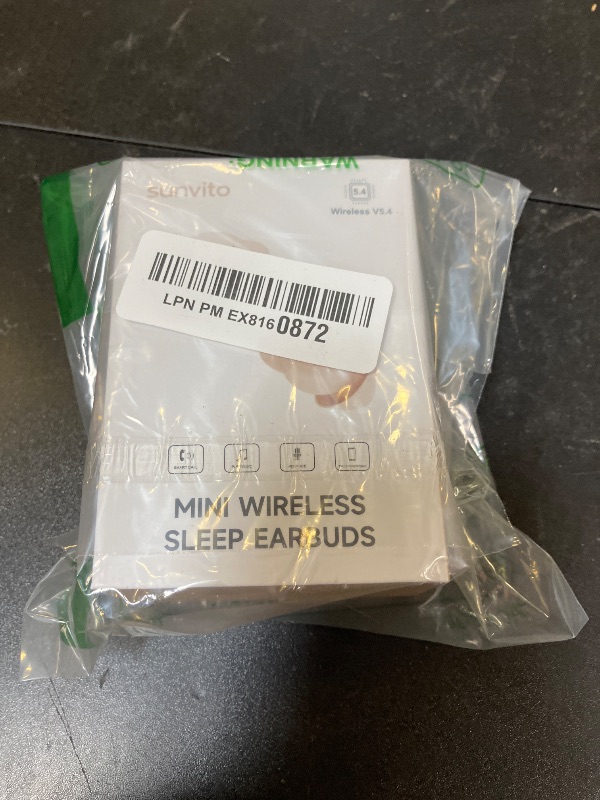 WARNING:
sunvito
5.4
Wireless V5.4
LPN PM EX8160872
MINI WIRELESS
SLEEP EARBUDS